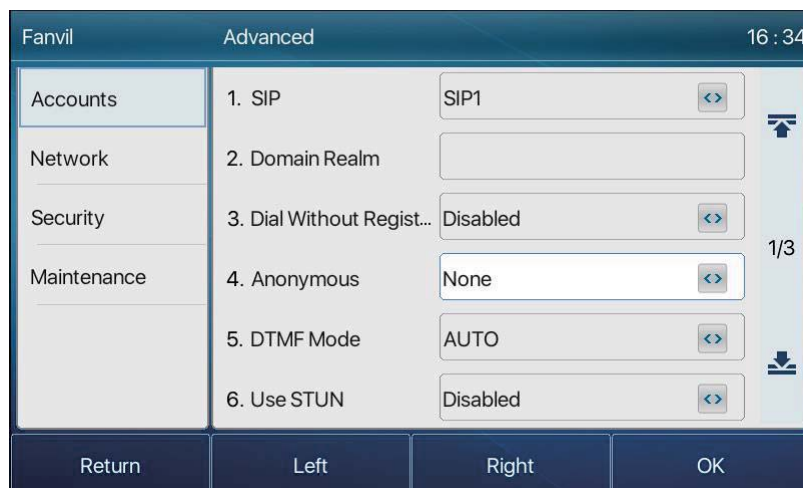 Fanvil Advanced 16 : 34
Accounts
Network
Security
Maintenance
1. SIP SIP1
2. Domain Realm
3. Dial Without Regist... Disabled
4. Anonymous None
5. DTMF Mode AUTO
6. Use STUN Disabled
1/3
Return Left Right OK